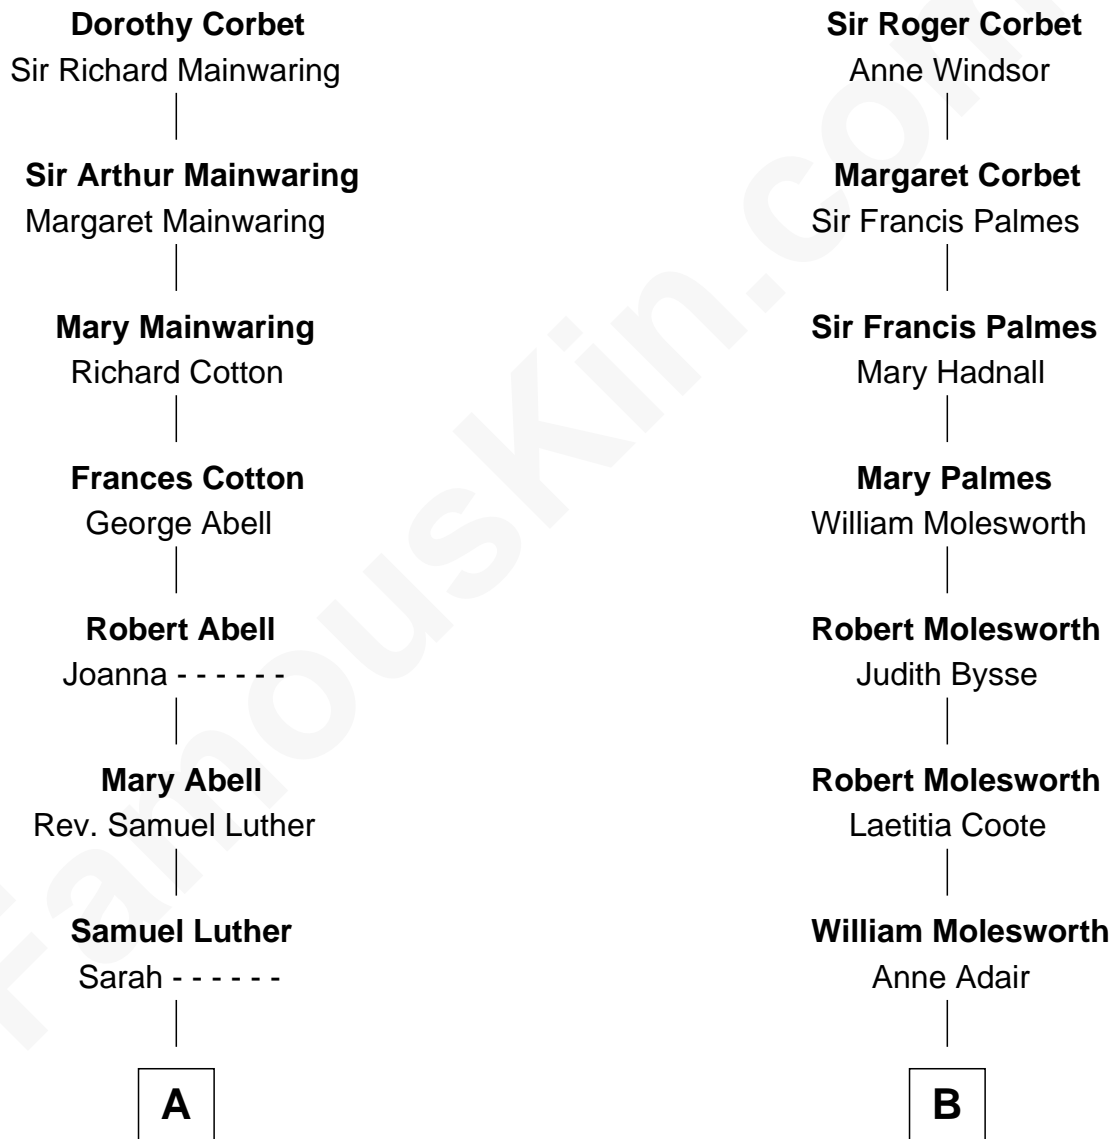 Dorothy Corbet
Sir Richard Mainwaring
Sir Arthur Mainwaring
Margaret Mainwaring
Mary Mainwaring
Richard Cotton
Frances Cotton
George Abell
Robert Abell
Joanna - - - - - -
Mary Abell
Rev. Samuel Luther
Samuel Luther
Sarah - - - - - -
A
Sir Roger Corbet
Anne Windsor
Margaret Corbet
Sir Francis Palmes
Sir Francis Palmes
Mary Hadnall
Mary Palmes
William Molesworth
Robert Molesworth
Judith Bysse
Robert Molesworth
Laetitia Coote
William Molesworth
Anne Adair
B
FamousKin.com